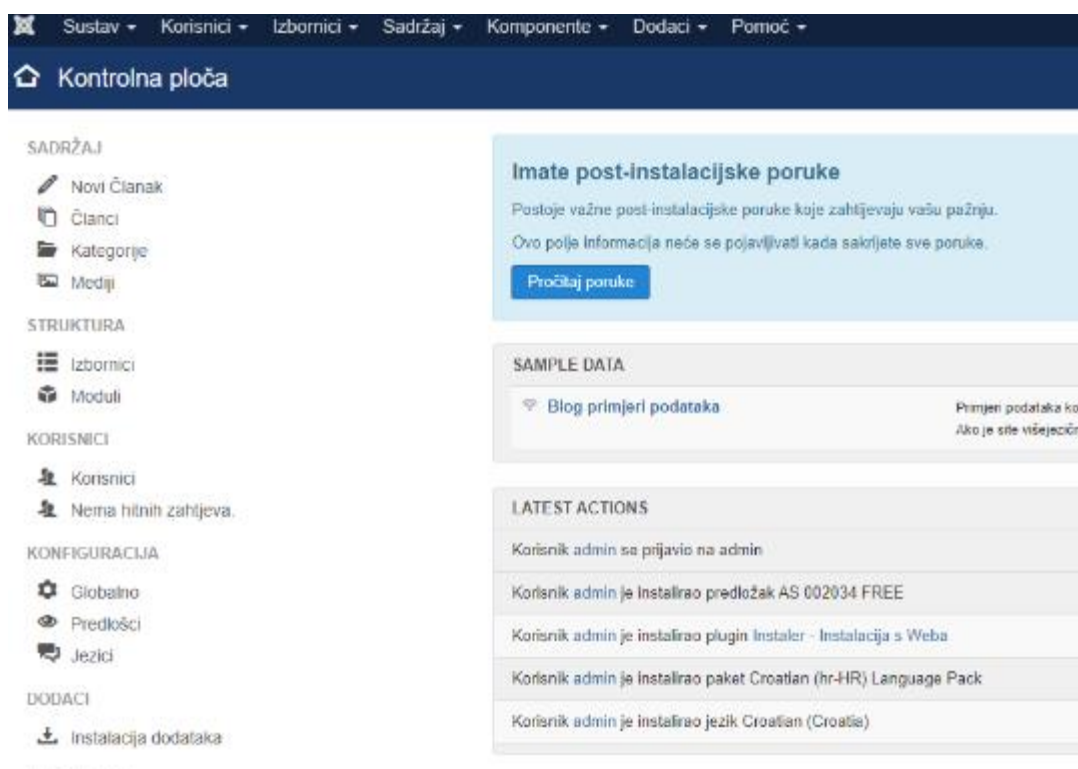 Sustav Korisnici Izbornici Sadržaj Komponente Dodaci Pomoć
Kontrolna ploča
SADRŽAJ
Novi Članak
Članci
Kategorije
Mediji
STRUKTURA
Izbornici
Moduli
KORISNICI
Korisnici
Nema hitnih zahtjeva.
KONFIGURACIJA
Globalno
Predlošci
Jezici
DODACI
Instalacija dodataka
Imate post-instalacijske poruke
Postoje važne post-instalacijske poruke koje zahtijevaju vašu pažnju.
Ovo polje informacija neće se pojavljivati kada sakrijete sve poruke.
Pročitaj poruke
SAMPLE DATA
Blog primjeri podataka
Primjeri podataka
Ako je site
LATEST ACTIONS
Korisnik admin se prijavio na admin
Korisnik admin je instalirao predložak AS 002034 FREE
Korisnik admin je instalirao plugin Instaler - Instalacija s Weba
Korisnik admin je instalirao paket Croatian (hr-HR) Language Pack
Korisnik admin je instalirao jezik Croatian (Croatia)